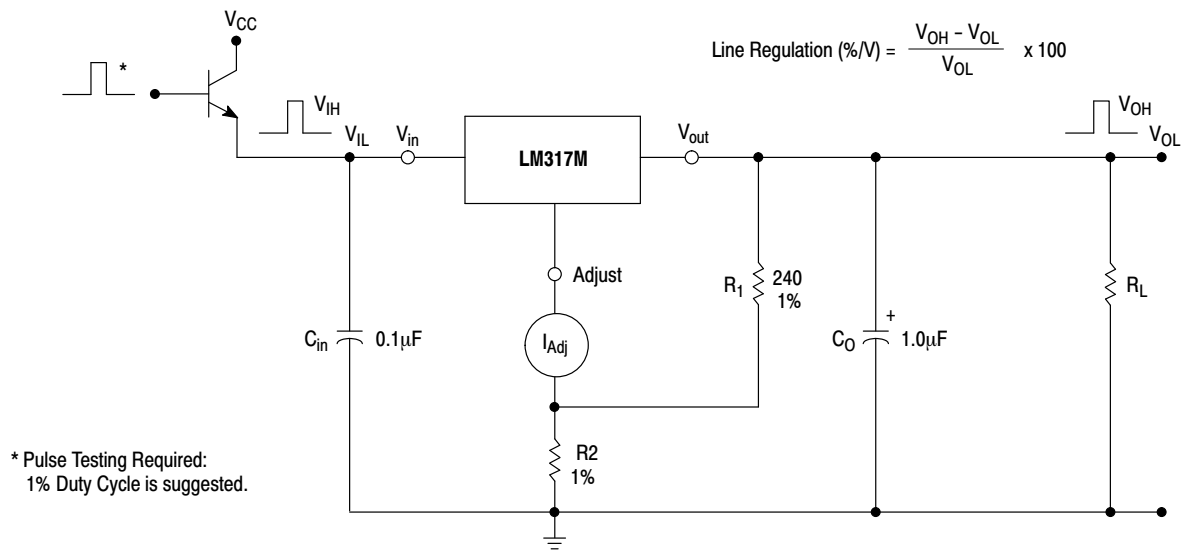 V_CC
Line Regulation (%/V) = (V_OH – V_OL) / V_OL x 100
*
V_IH
V_IL
V_in
LM317M
V_out
V_OH
V_OL
Adjust
R_1
240
1%
R_L
C_in
0.1µF
I_Adj
C_O
+
1.0µF
R2
1%
* Pulse Testing Required:
1% Duty Cycle is suggested.